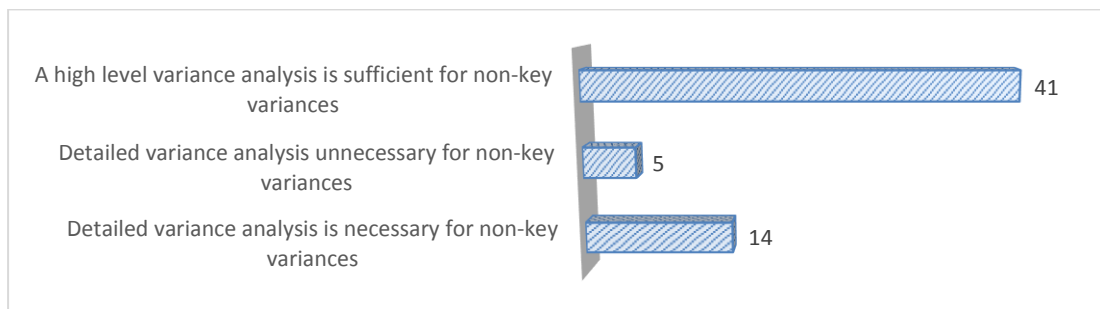 A high level variance analysis is sufficient for non-key
variances
41
Detailed variance analysis unnecessary for non-key
variances
5
Detailed variance analysis is necessary for non-key
variances
14